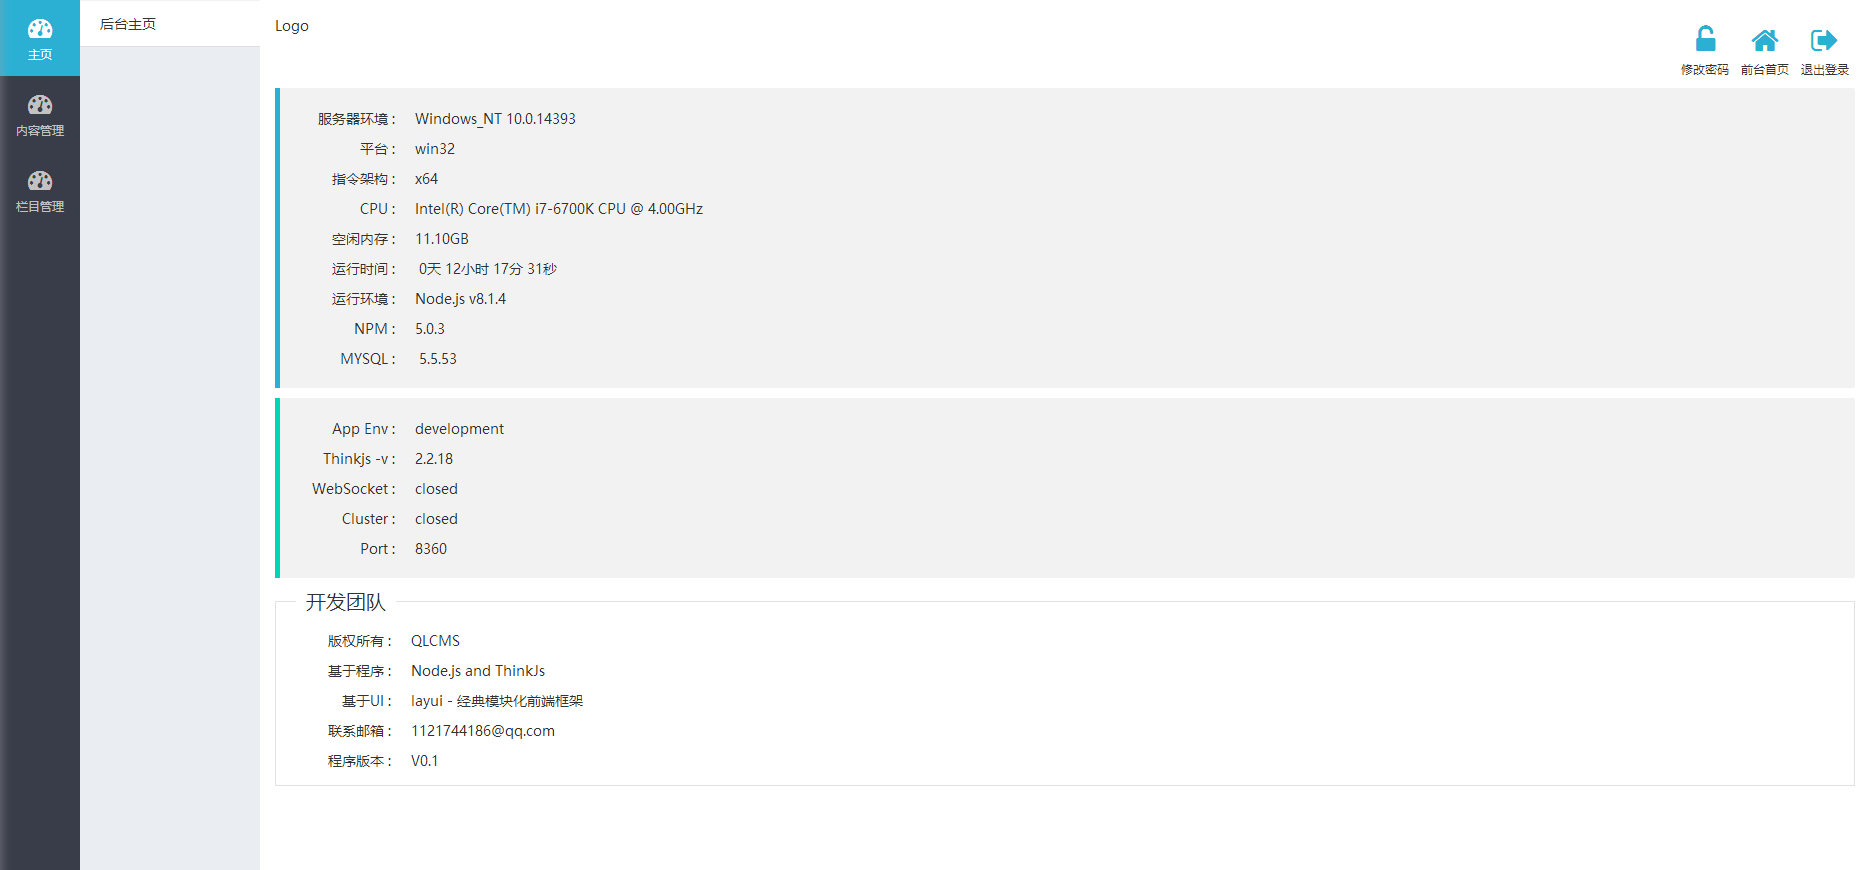 主页
内容管理
栏目管理
后台主页
Logo
修改密码 前台首页 退出登录
服务器环境： Windows_NT 10.0.14393
平台： win32
指令架构： x64
CPU： Intel(R) Core(TM) i7-6700K CPU @ 4.00GHz
空闲内存： 11.10GB
运行时间： 0天 12小时 17分 31秒
运行环境： Node.js v8.1.4
NPM： 5.0.3
MYSQL： 5.5.53
App Env： development
Thinkjs -v： 2.2.18
WebSocket： closed
Cluster： closed
Port： 8360
开发团队
版权所有： QLCMS
基于程序： Node.js and ThinkJs
基于UI： layui - 经典模块化前端框架
联系邮箱： 1121744186@qq.com
程序版本： V0.1